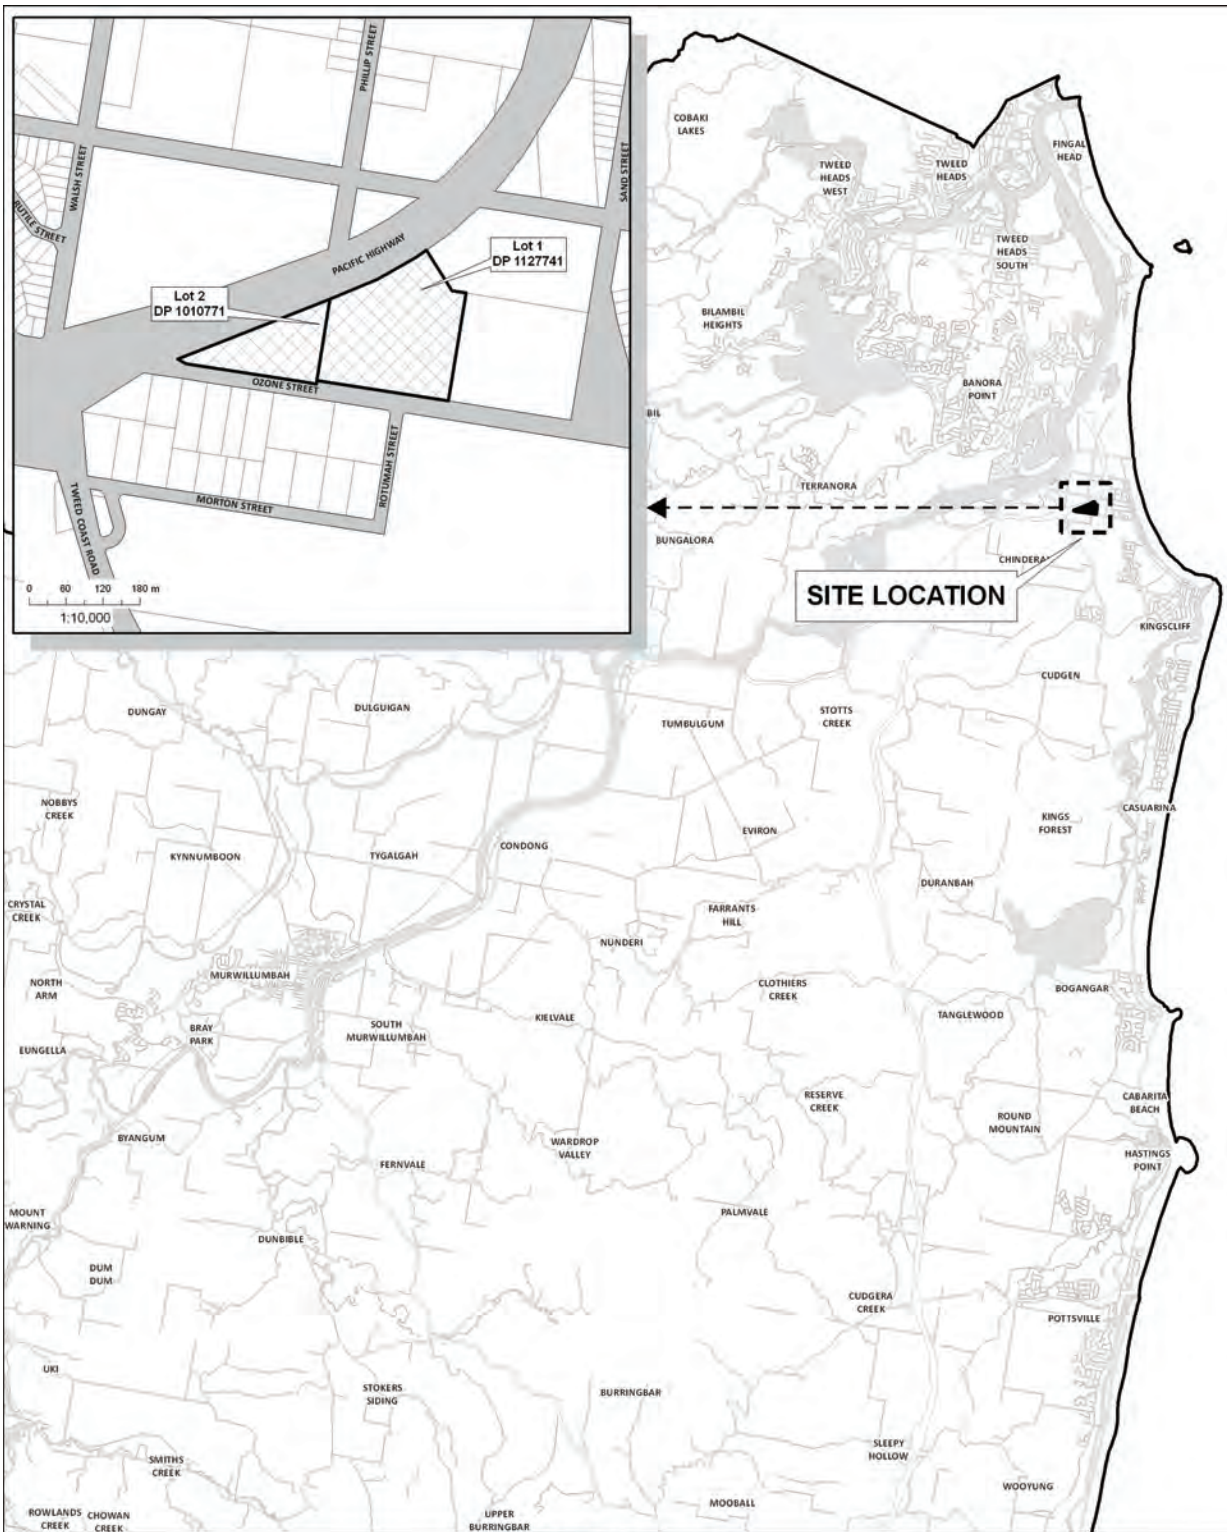 PHILLIP STREET
WALSH STREET
RUTILE STREET
SAND STREET
PACIFIC HIGHWAY
Lot 1
DP 1127741
Lot 2
DP 1010771
OZONE STREET
ROTUMAH STREET
MORTON STREET
TWEED COAST ROAD
0 60 120 180 m
1:10,000
COBAKI
LAKES
FINGAL
HEAD
TWEED
HEADS
WEST
TWEED
HEADS
TWEED
HEADS
SOUTH
BILAMBIL
HEIGHTS
BANORA
POINT
BIL
TERRANORA
BUNGALORA
CHINDERA
SITE LOCATION
KINGSCLIFF
CUDGEN
DUNGAY
DULGUIGAN
TUMBULGUM
STOTTS
CREEK
NOBBYS
CREEK
CASUARINA
KINGS
FOREST
EVIRON
CONDONG
KYNNUMBOON
TYGALGAH
DURANBAH
CRYSTAL
CREEK
FARRANTS
HILL
NUNDERI
MURWILLUMBAH
NORTH
ARM
CLOTHIERS
CREEK
BOGANGAR
TANGLEWOOD
KIELVALE
SOUTH
MURWILLUMBAH
BRAY
PARK
EUNGELLA
RESERVE
CREEK
CABARITA
BEACH
ROUND
MOUNTAIN
BYANGUM
WARDROP
VALLEY
HASTINGS
POINT
FERNVALE
MOUNT
WARNING
PALMVALE
DUNBIBLE
DUM
DUM
CUDGERA
CREEK
POTTSVILLE
UKI
STOKERS
SIDING
BURRINGBAR
SLEEPY
HOLLOW
SMITHS
CREEK
WOOYUNG
MOOBALL
ROWLANDS
CREEK
CHOWAN
CREEK
UPPER
BURRINGBAR